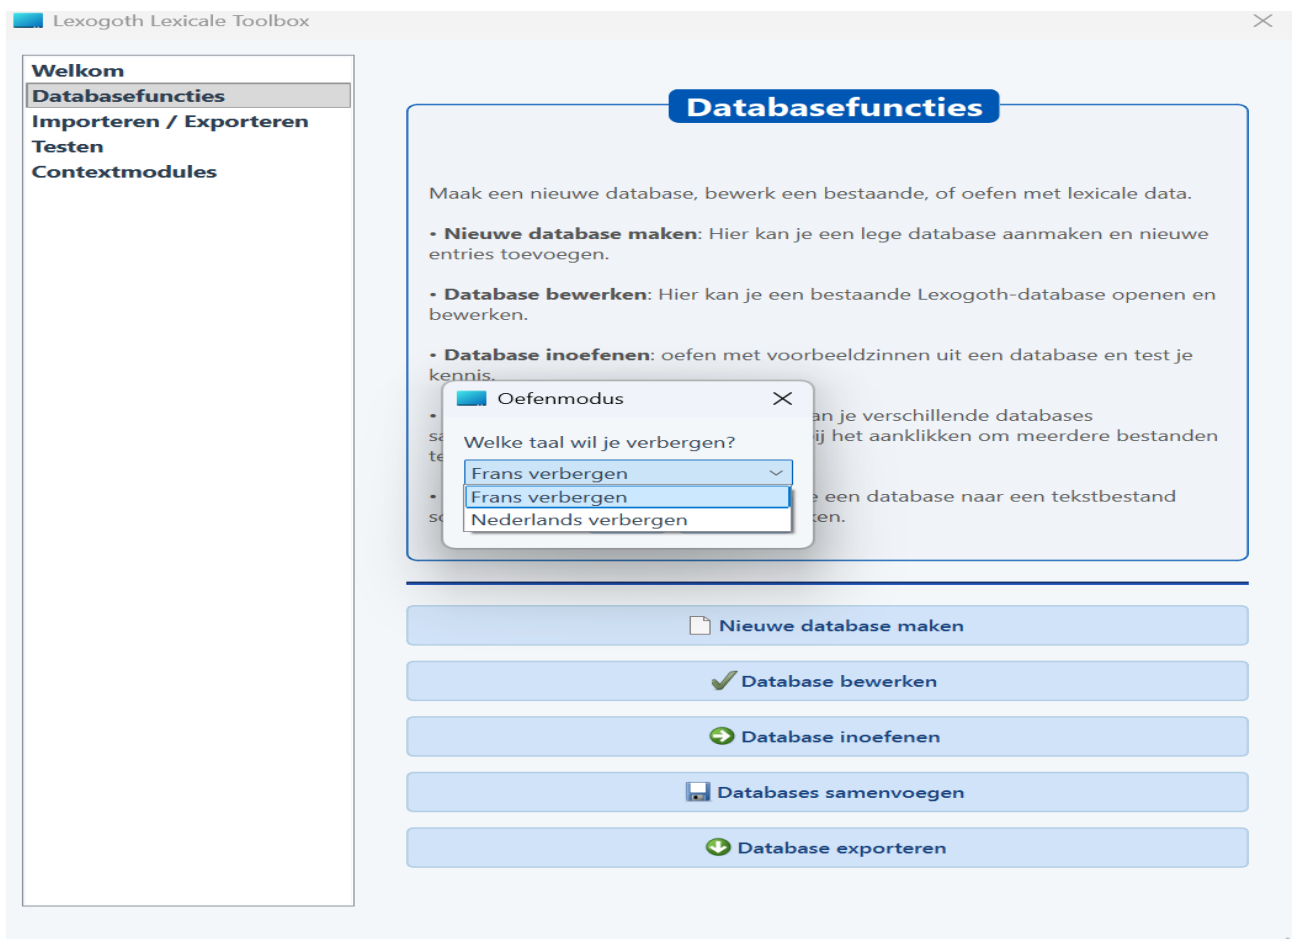 Lexogoth Lexicale Toolbox
Welkom
Databasefuncties
Importeren / Exporteren
Testen
Contextmodules
Databasefuncties
Maak een nieuwe database, bewerk een bestaande, of oefen met lexicale data.
• Nieuwe database maken: Hier kan je een lege database aanmaken en nieuwe
entries toevoegen.
• Database bewerken: Hier kan je een bestaande Lexogoth-database openen en
bewerken.
• Database inoefenen: oefen met voorbeeldzinnen uit een database en test je
kennis.
Oefenmodus
Welke taal wil je verbergen?
Frans verbergen
Frans verbergen
Nederlands verbergen
je verschillende databases
het aanklikken om meerdere bestanden
een database naar een tekstbestand
Nieuwe database maken
Database bewerken
Database inoefenen
Databases samenvoegen
Database exporteren